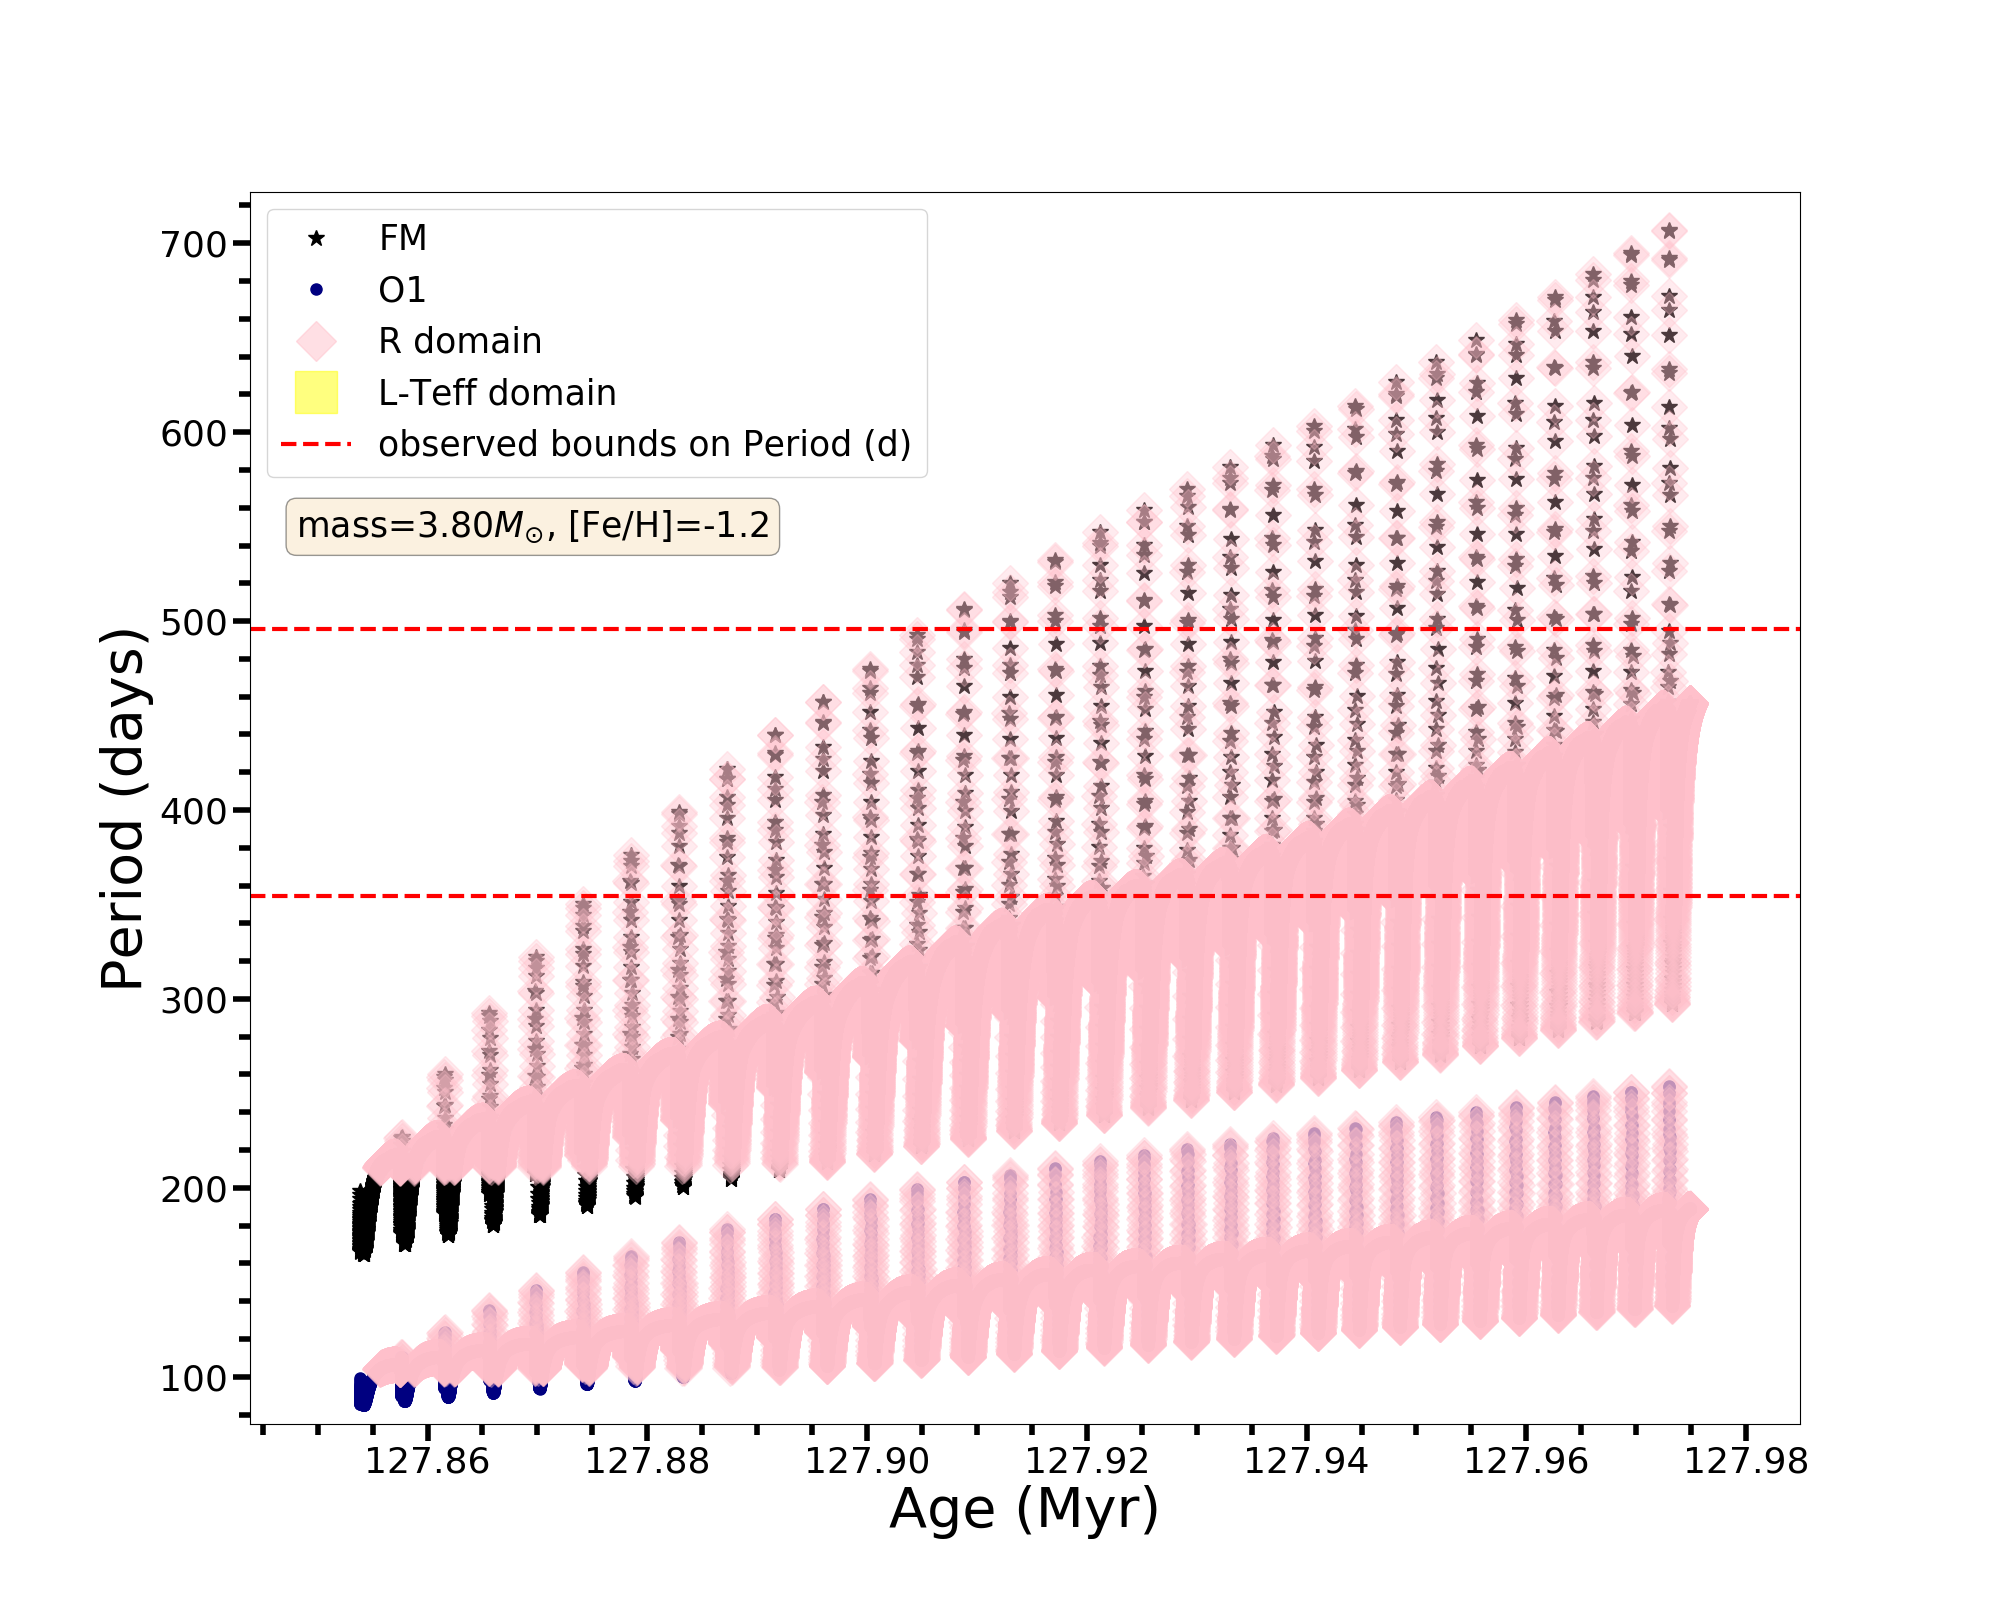 FM
O1
R domain
L-Teff domain
observed bounds on Period (d)
mass=3.80M⊙, [Fe/H]=-1.2
700
600
500
400
300
200
100
Period (days)
127.86 127.88 127.90 127.92 127.94 127.96 127.98
Age (Myr)